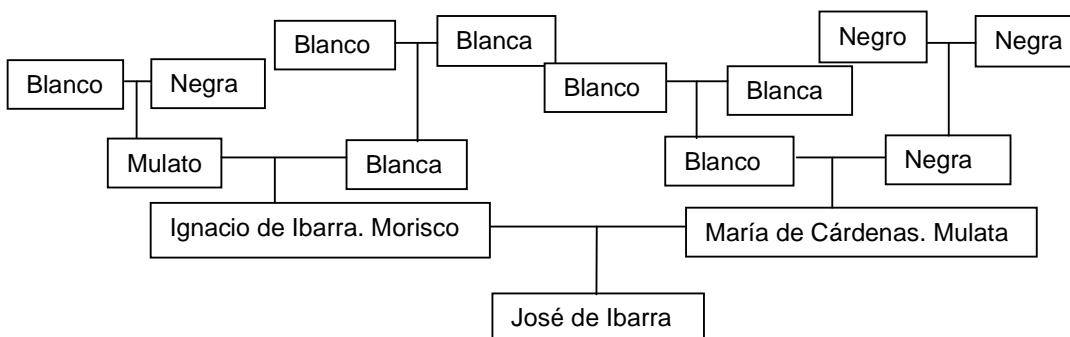 Blanco
Blanca
Negro
Negra
Blanco
Negra
Blanco
Blanca
Mulato
Blanca
Blanco
Negra
Ignacio de Ibarra. Morisco
María de Cárdenas. Mulata
José de Ibarra